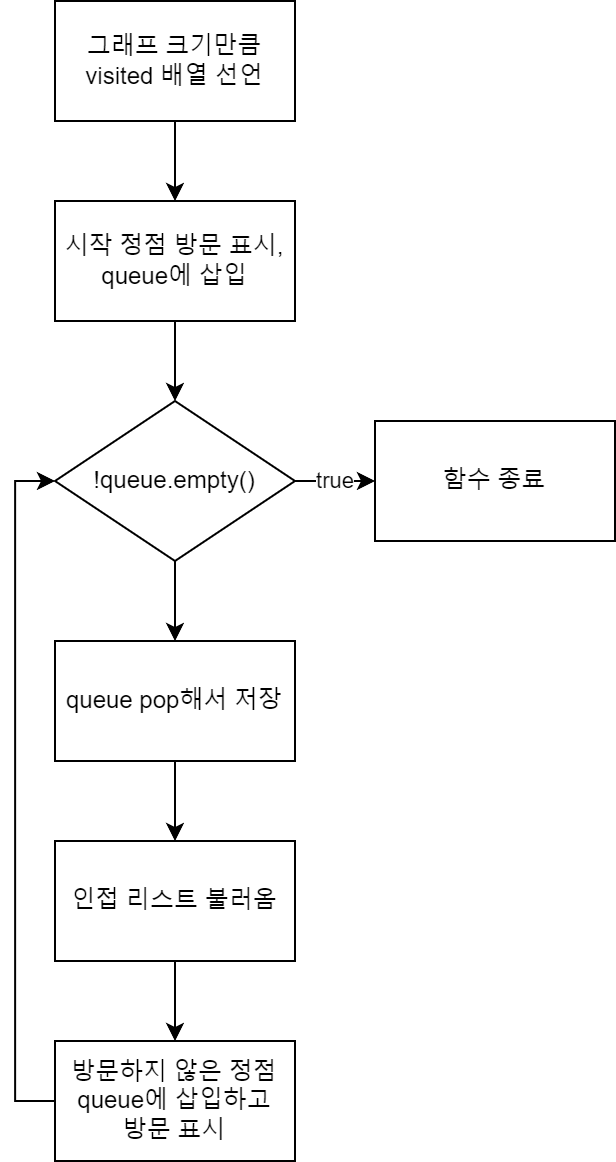 그래프 크기만큼
visited 배열 선언
시작 정점 방문 표시,
queue에 삽입
!queue.empty()
true
함수 종료
queue pop해서 저장
인접 리스트 불러옴
방문하지 않은 정점
queue에 삽입하고
방문 표시